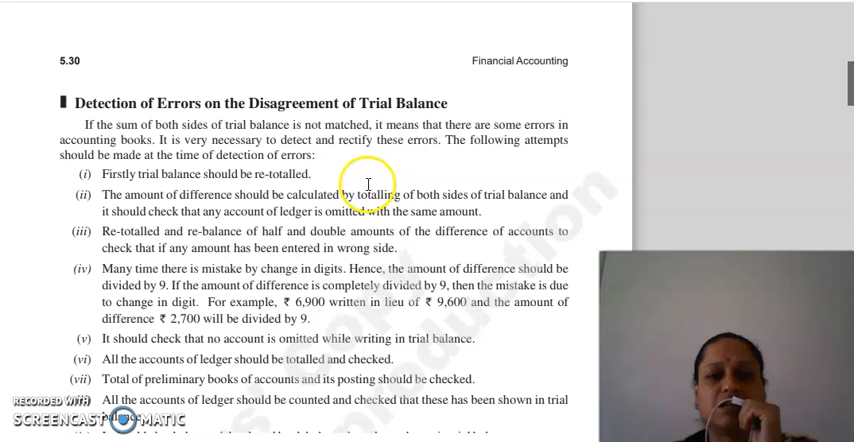 5.30 Financial Accounting
Detection of Errors on the Disagreement of Trial Balance
If the sum of both sides of trial balance is not matched, it means that there are some errors in
accounting books. It is very necessary to detect and rectify these errors. The following attempts
should be made at the time of detection of errors:
(i) Firstly trial balance should be re-totalled.
(ii) The amount of difference should be calculated by totalling of both sides of trial balance and
it should check that any account of ledger is omitted with the same amount.
(iii) Re-totalled and re-balance of half and double amounts of the difference of accounts to
check that if any amount has been entered in wrong side.
(iv) Many time there is mistake by change in digits. Hence, the amount of difference should be
divided by 9. If the amount of difference is completely divided by 9, then the mistake is due
to change in digit. For example, ₹ 6,900 written in lieu of ₹ 9,600 and the amount of
difference ₹ 2,700 will be divided by 9.
(v) It should check that no account is omitted while writing in trial balance.
(vi) All the accounts of ledger should be totalled and checked.
(vii) Total of preliminary books of accounts and its posting should be checked.
All the accounts of ledger should be counted and checked that these has been shown in trial
RECORDED WITH
SCREENCAST MATIC